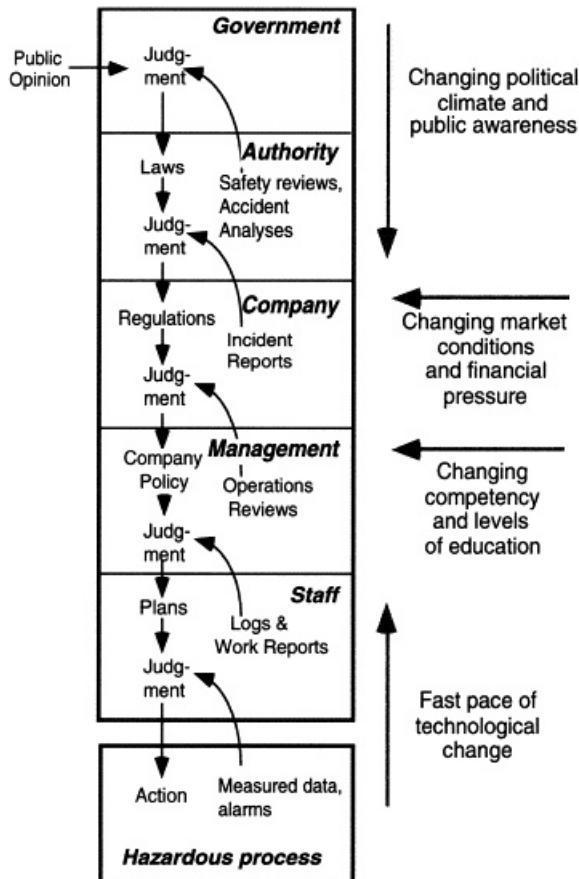 Government
Public
Opinion
Judg-
ment
Changing political
climate and
public awareness
Authority
Laws
Safety reviews,
Accident
Analyses
Judg-
ment
Company
Regulations
Incident
Reports
Judg-
ment
Changing market
conditions
and financial
pressure
Management
Company
Policy
Operations
Reviews
Judg-
ment
Changing
competency
and levels
of education
Staff
Plans
Logs &
Work Reports
Judg-
ment
Fast pace of
technological
change
Action
Measured data,
alarms
Hazardous process